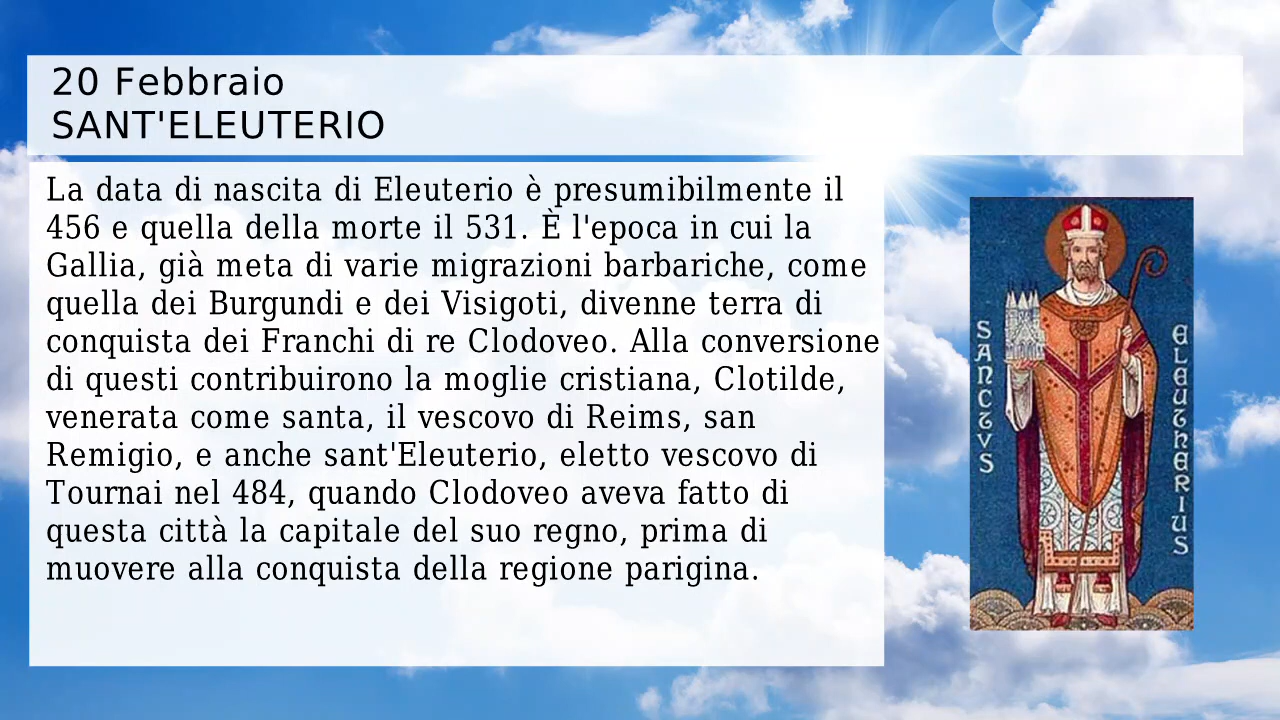 20 Febbraio
SANT'ELEUTERIO
La data di nascita di Eleuterio è presumibilmente il
456 e quella della morte il 531. È l'epoca in cui la
Gallia, già meta di varie migrazioni barbariche, come
quella dei Burgundi e dei Visigoti, divenne terra di
conquista dei Franchi di re Clodoveo. Alla conversione
di questi contribuirono la moglie cristiana, Clotilde,
venerata come santa, il vescovo di Reims, san
Remigio, e anche sant'Eleuterio, eletto vescovo di
Tournai nel 484, quando Clodoveo aveva fatto di
questa città la capitale del suo regno, prima di
muovere alla conquista della regione parigina.
SANCTVS
ELEUTHERIUS